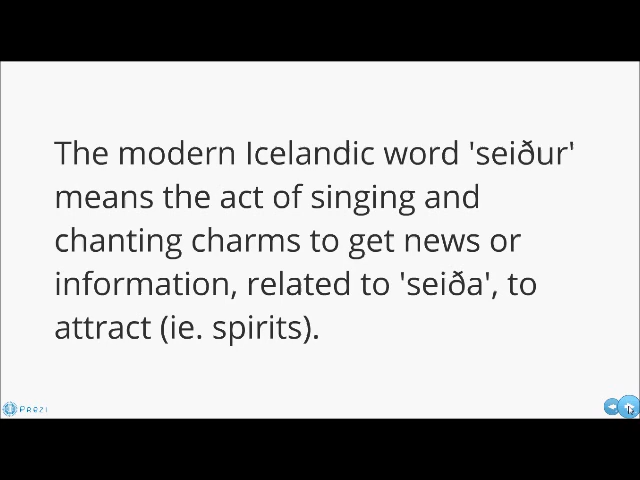 The modern Icelandic word 'seiður'
means the act of singing and
chanting charms to get news or
information, related to 'seiða', to
attract (ie. spirits).
Prezi